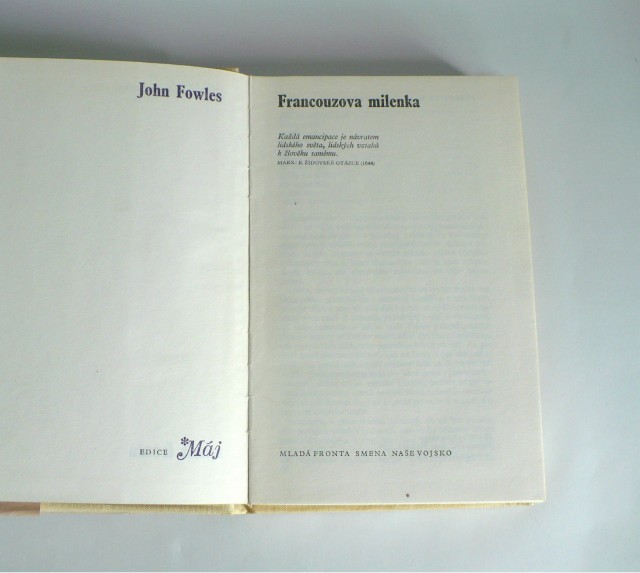 John Fowles
EDICE *Máj
Francouzova milenka
Každá emancipace je návratem
lidského světa, lidských vztahů
k člověku samému.
MARX: K ŽIDOVSKÉ OTÁZCE (1844)
MLADÁ FRONTA SMENA NAŠE VOJSKO